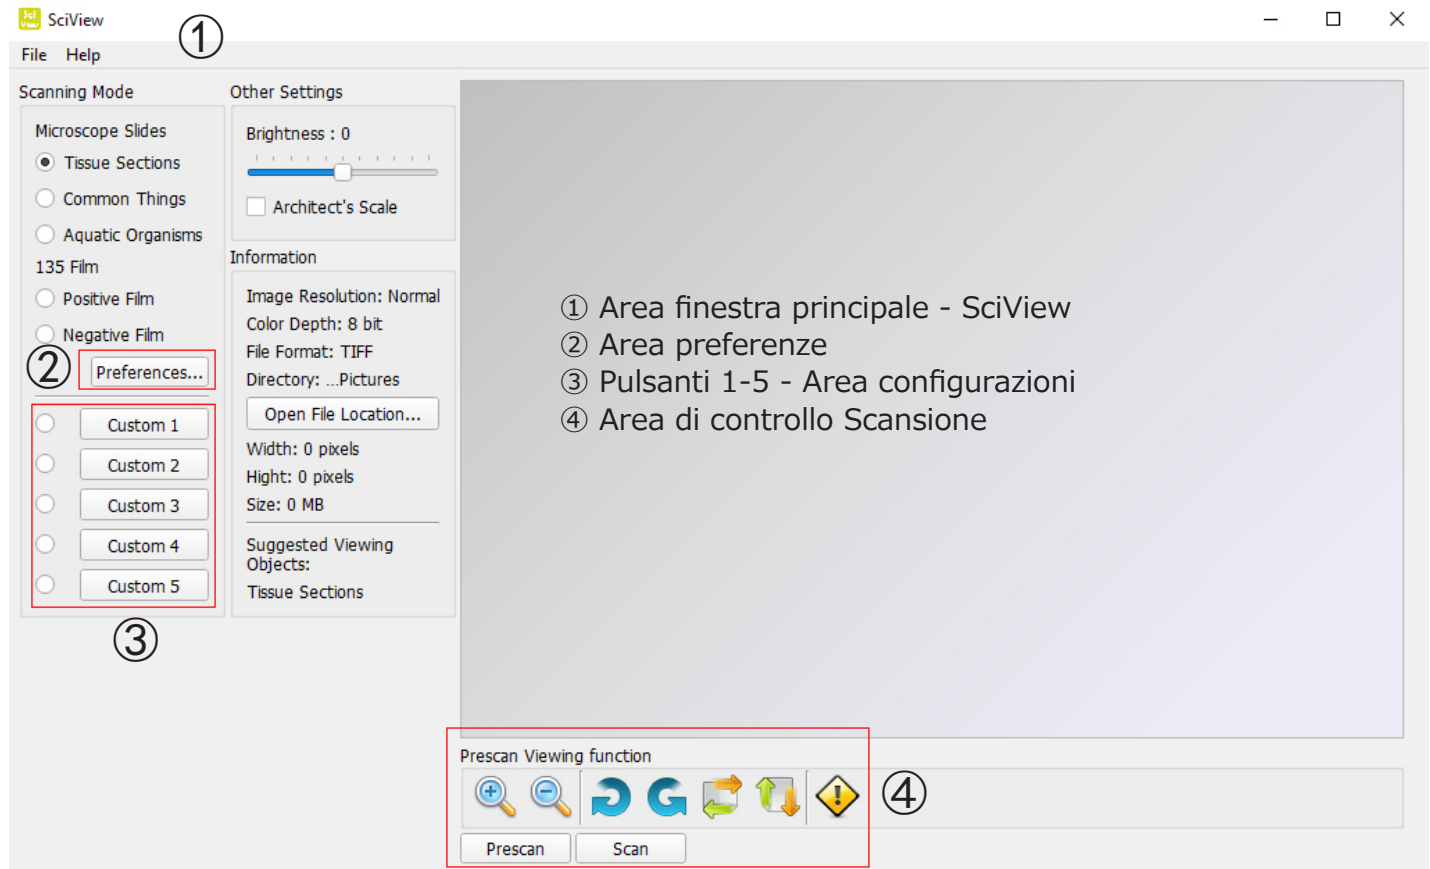 Sci
View
SciView
①
File Help
Scanning Mode
Microscope Slides
Tissue Sections
Common Things
Aquatic Organisms
135 Film
Positive Film
Negative Film
②
Preferences...
Custom 1
Custom 2
Custom 3
Custom 4
Custom 5
③
Other Settings
Brightness : 0
Architect's Scale
Information
Image Resolution: Normal
Color Depth: 8 bit
File Format: TIFF
Directory: ...Pictures
Open File Location...
Width: 0 pixels
Hight: 0 pixels
Size: 0 MB
Suggested Viewing
Objects:
Tissue Sections
① Area finestra principale - SciView
② Area preferenze
③ Pulsanti 1-5 - Area configurazioni
④ Area di controllo Scansione
Prescan Viewing function
④
Prescan Scan